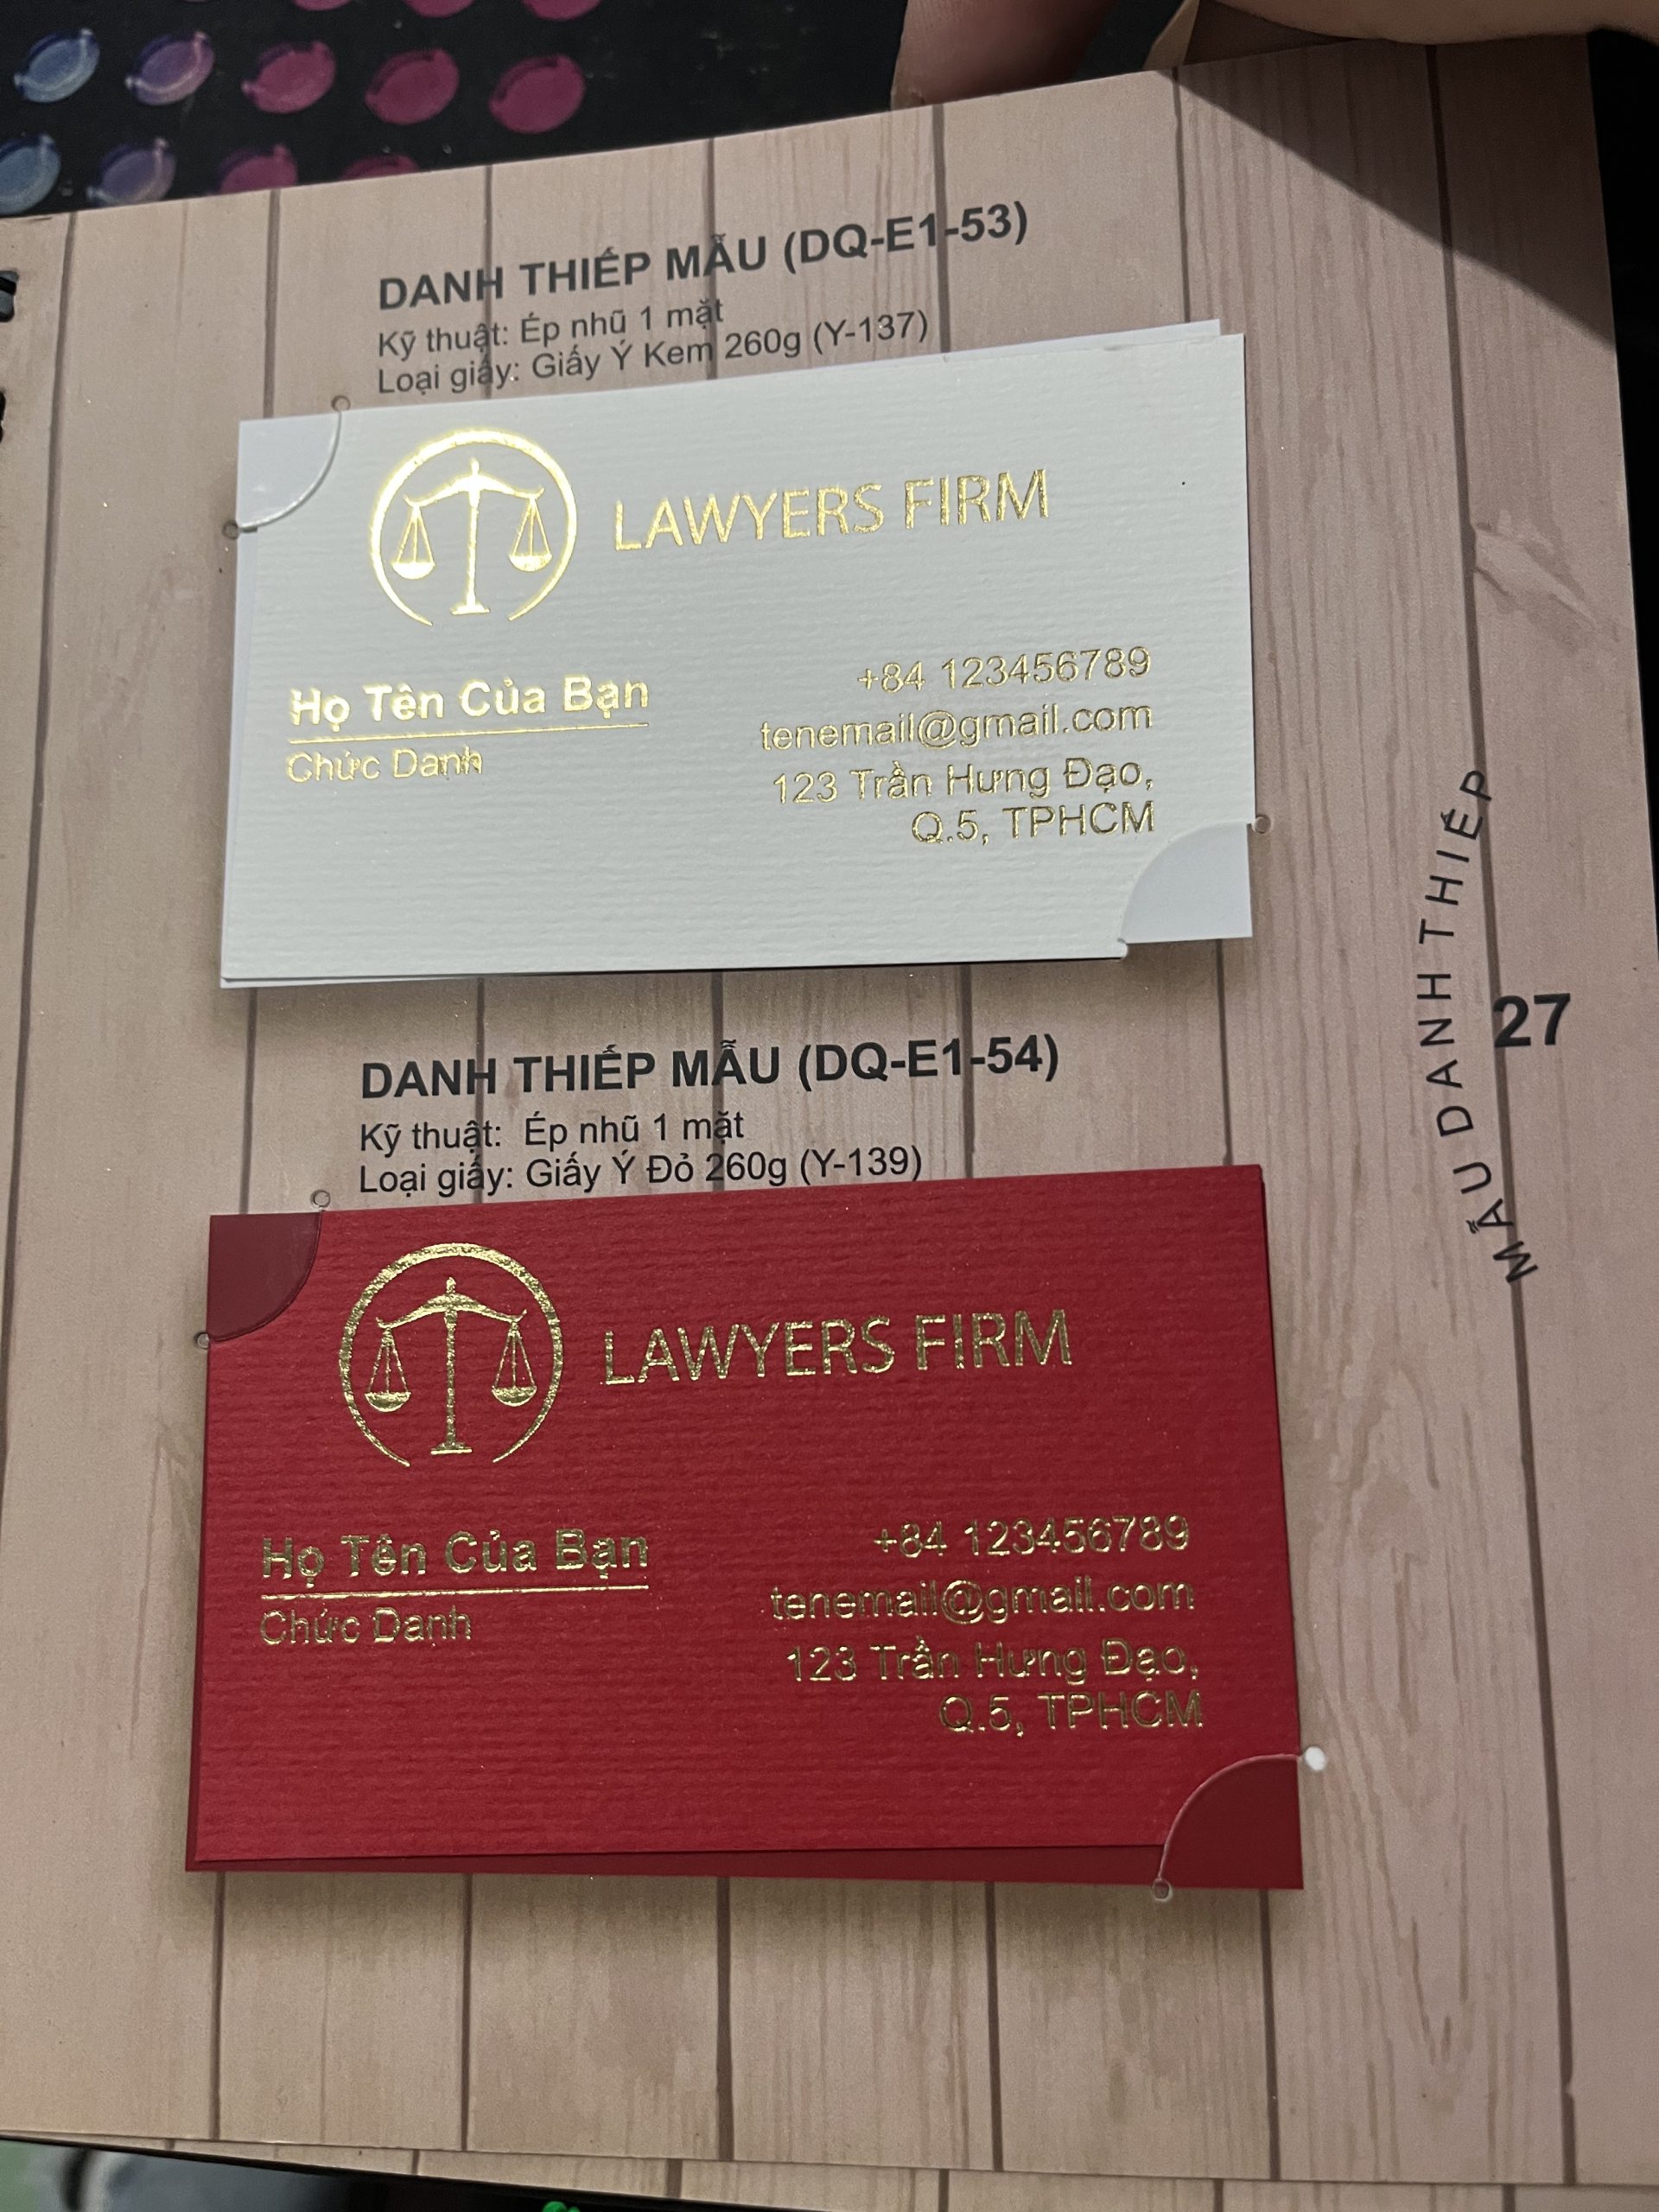 DANH THIẾP MẪU (DQ-E1-53)
Kỹ thuật: Ép nhũ 1 mặt
Loại giấy: Giấy Ý Kem 260g (Y-137)
LAWYERS FIRM
Họ Tên Của Bạn
Chức Danh
+84 123456789
tenemail@gmail.com
123 Trần Hưng Đạo,
Q.5, TPHCM
DANH THIẾP MẪU (DQ-E1-54)
Kỹ thuật: Ép nhũ 1 mặt
Loại giấy: Giấy Ý Đỏ 260g (Y-139)
LAWYERS FIRM
Họ Tên Của Bạn
Chức Danh
+84 123456789
tenemail@gmail.com
123 Trần Hưng Đạo,
Q.5, TPHCM
MẪU DANH THIẾP
27